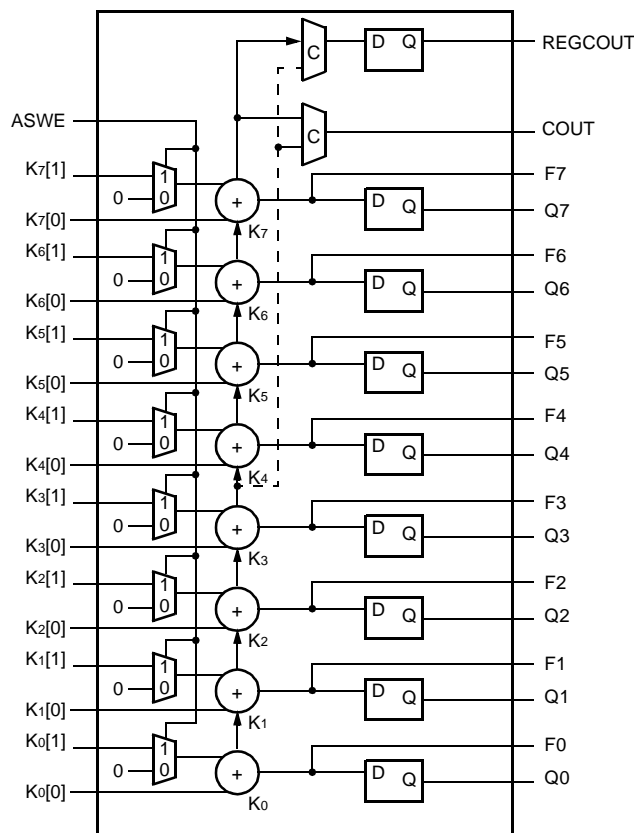 D Q
REGCOUT
C
ASWE
C
COUT
K7[1]
1
0
0
F7
D
Q
Q7
K7[0]
+
K7
K6[1]
1
0
0
F6
D
Q
Q6
K6[0]
+
K6
K5[1]
1
0
0
F5
D
Q
Q5
K5[0]
+
K5
K4[1]
1
0
0
F4
D
Q
Q4
K4[0]
+
K4
K3[1]
1
0
0
F3
D
Q
Q3
K3[0]
+
K3
K2[1]
1
0
0
F2
D
Q
Q2
K2[0]
+
K2
K1[1]
1
0
0
F1
D
Q
Q1
K1[0]
+
K1
K0[1]
1
0
0
F0
D
Q
Q0
K0[0]
+
K0